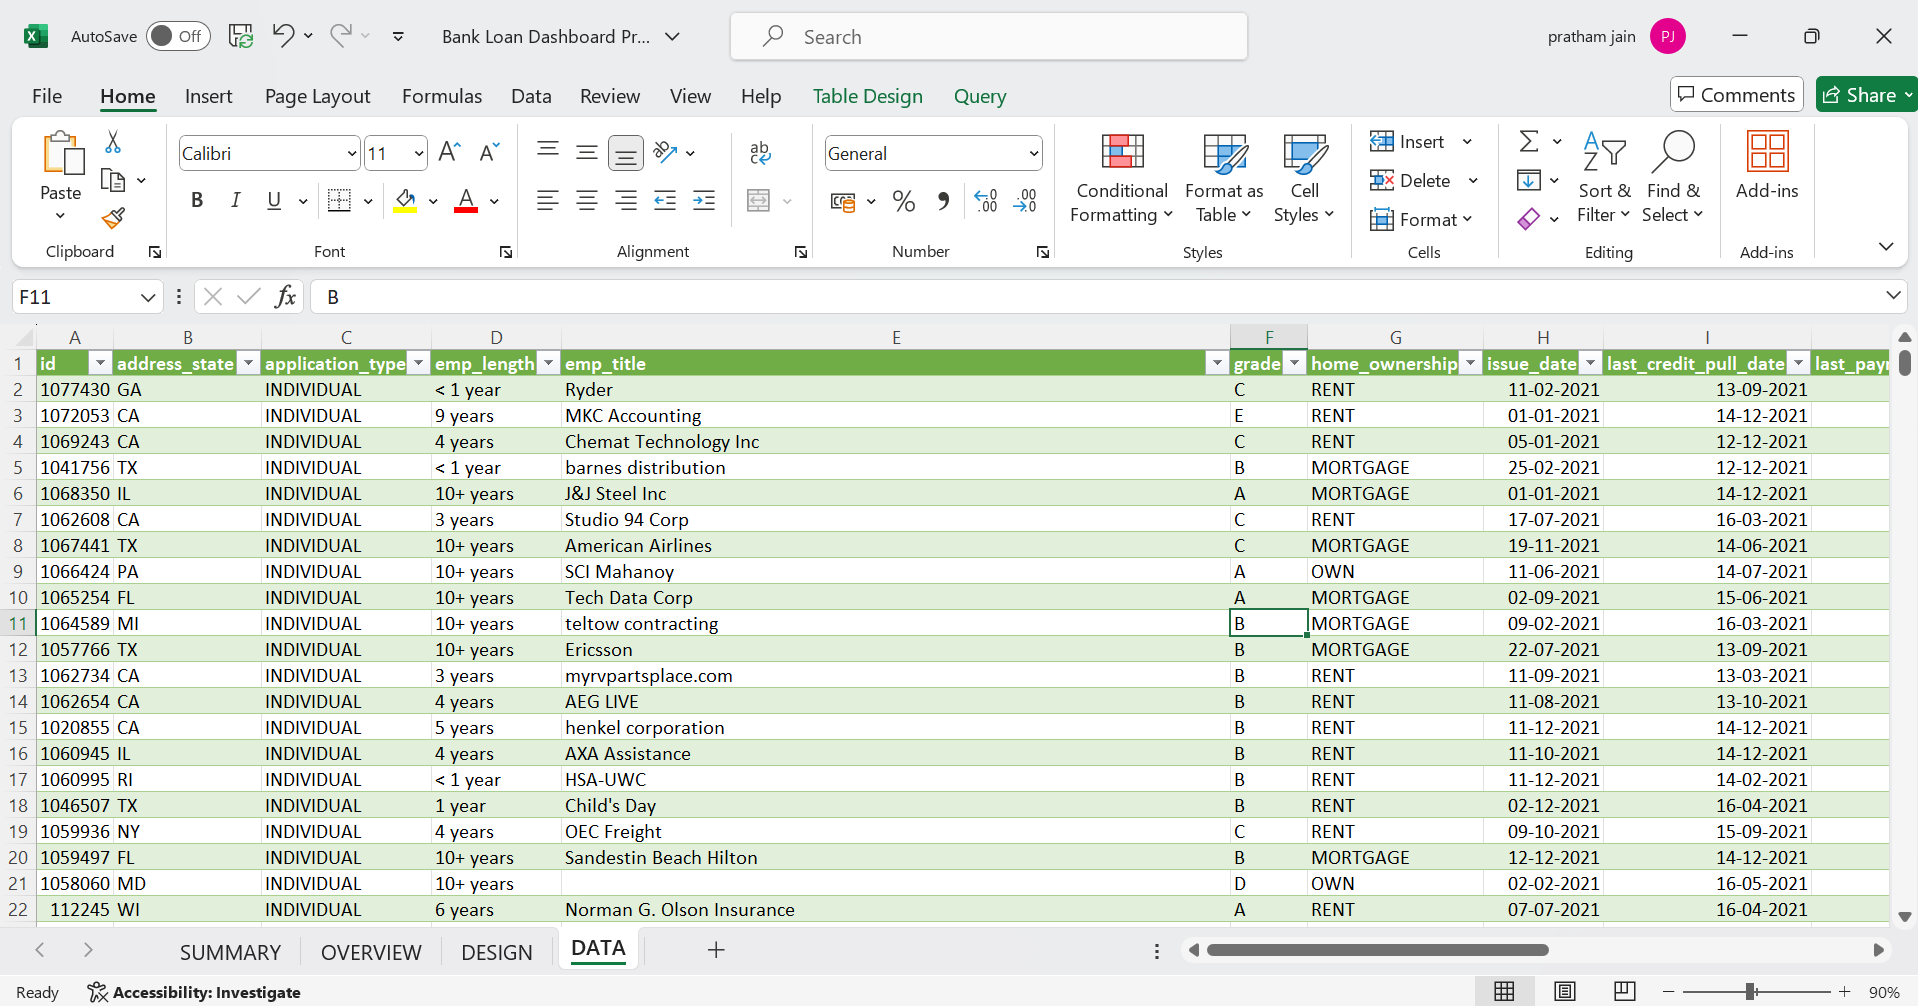 AutoSave Off Bank Loan Dashboard Pr... Search pratham jain PJ
File Home Insert Page Layout Formulas Data Review View Help Table Design Query Comments Share
Paste
Clipboard
Calibri 11
B I U A
Font
ab
Alignment
General
% .00
Number
Conditional Formatting
Format as Table
Cell Styles
Styles
Insert
Delete
Format
Cells
Sort & Filter
Find & Select
Editing
Add-ins
Add-ins
F11 fx B
A B C D E F G H I
1 id address_state application_type emp_length emp_title grade home_ownership issue_date last_credit_pull_date
2 1077430 GA INDIVIDUAL < 1 year Ryder C RENT 11-02-2021 13-09-2021
3 1072053 CA INDIVIDUAL 9 years MKC Accounting E RENT 01-01-2021 14-12-2021
4 1069243 CA INDIVIDUAL 4 years Chemat Technology Inc C RENT 05-01-2021 12-12-2021
5 1041756 TX INDIVIDUAL < 1 year barnes distribution B MORTGAGE 25-02-2021 12-12-2021
6 1068350 IL INDIVIDUAL 10+ years J&J Steel Inc A MORTGAGE 01-01-2021 14-12-2021
7 1062608 CA INDIVIDUAL 3 years Studio 94 Corp C RENT 17-07-2021 16-03-2021
8 1067441 TX INDIVIDUAL 10+ years American Airlines C MORTGAGE 19-11-2021 14-06-2021
9 1066424 PA INDIVIDUAL 10+ years SCI Mahanoy A OWN 11-06-2021 14-07-2021
10 1065254 FL INDIVIDUAL 10+ years Tech Data Corp A MORTGAGE 02-09-2021 15-06-2021
11 1064589 MI INDIVIDUAL 10+ years teltow contracting B MORTGAGE 09-02-2021 16-03-2021
12 1057766 TX INDIVIDUAL 10+ years Ericsson B MORTGAGE 22-07-2021 13-09-2021
13 1062734 CA INDIVIDUAL 3 years myrvpartsplace.com B RENT 11-09-2021 13-03-2021
14 1062654 CA INDIVIDUAL 4 years AEG LIVE B RENT 11-08-2021 13-10-2021
15 1020855 CA INDIVIDUAL 5 years henkel corporation B RENT 11-12-2021 14-12-2021
16 1060945 IL INDIVIDUAL 4 years AXA Assistance B RENT 11-10-2021 14-12-2021
17 1060995 RI INDIVIDUAL < 1 year HSA-UWC B RENT 11-12-2021 14-02-2021
18 1046507 TX INDIVIDUAL 1 year Child's Day B RENT 02-12-2021 16-04-2021
19 1059936 NY INDIVIDUAL 4 years OEC Freight C RENT 09-10-2021 15-09-2021
20 1059497 FL INDIVIDUAL 10+ years Sandestin Beach Hilton B MORTGAGE 12-12-2021 14-12-2021
21 1058060 MD INDIVIDUAL 10+ years D OWN 02-02-2021 16-05-2021
22 112245 WI INDIVIDUAL 6 years Norman G. Olson Insurance A RENT 07-07-2021 16-04-2021
SUMMARY OVERVIEW DESIGN DATA
Ready Accessibility: Investigate 90%